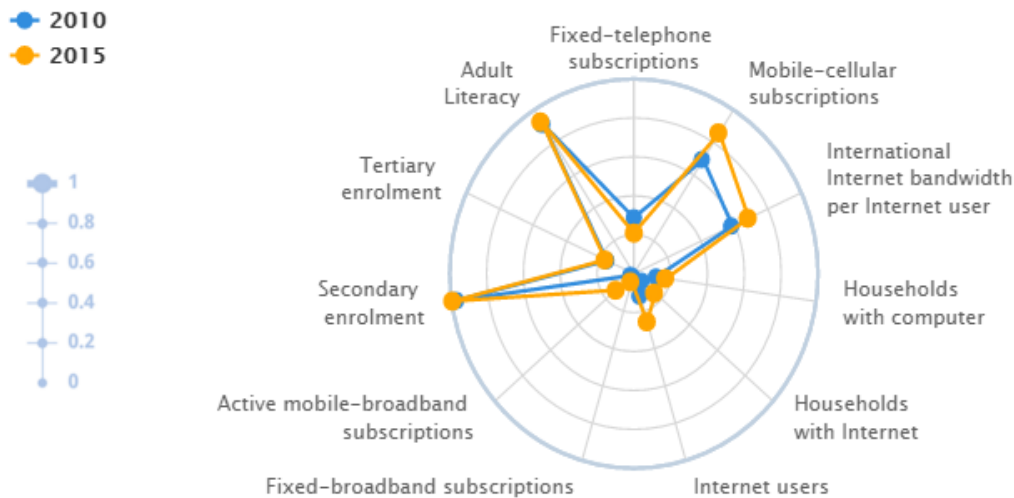 2010
2015
Fixed-telephone
subscriptions
Mobile-cellular
subscriptions
International
Internet bandwidth
per Internet user
Households
with computer
Households
with Internet
Internet users
Fixed-broadband subscriptions
Active mobile-broadband
subscriptions
Secondary
enrolment
Tertiary
enrolment
Adult
Literacy
1
0.8
0.6
0.4
0.2
0